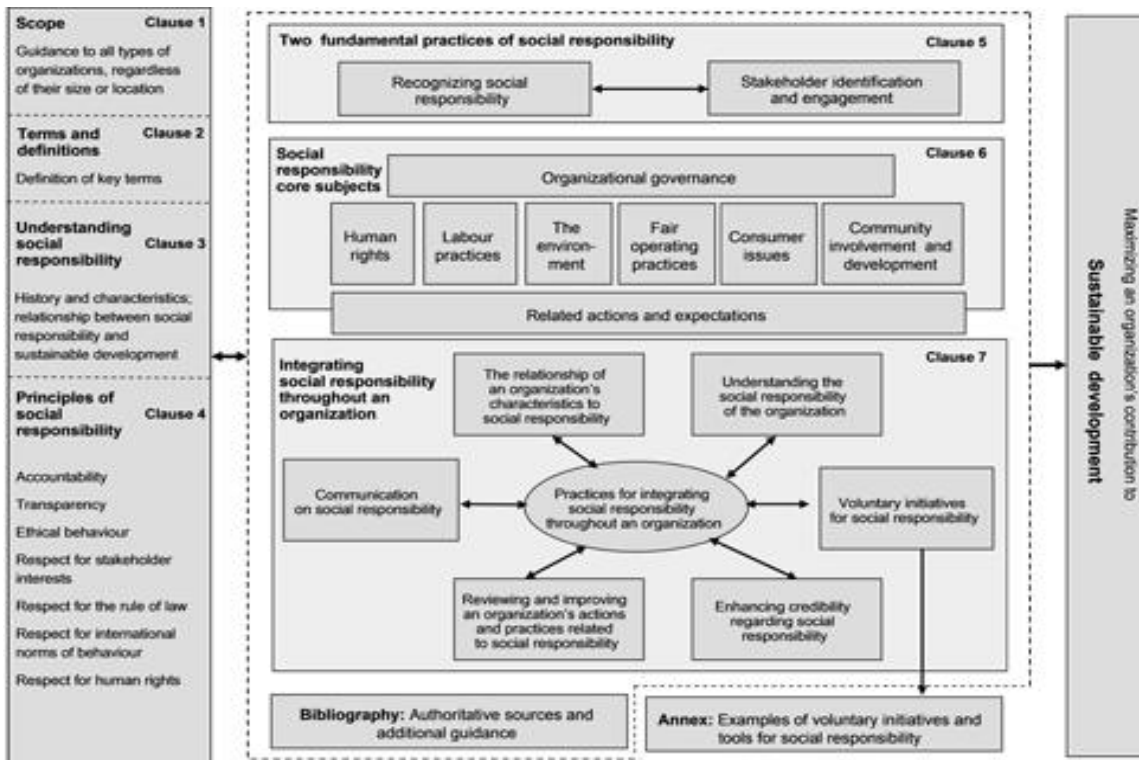 Scope Clause 1
Guidance to all types of
organizations, regardless
of their size or location
Terms and Clause 2
definitions
Definition of key terms
Understanding
social Clause 3
responsibility
History and characteristics;
relationship between social
responsibility and
sustainable development
Principles of
social Clause 4
responsibility
Accountability
Transparency
Ethical behaviour
Respect for stakeholder
interests
Respect for the rule of law
Respect for international
norms of behaviour
Respect for human rights
Two fundamental practices of social responsibility Clause 5
Recognizing social
responsibility
Stakeholder identification
and engagement
Social
responsibility
core subjects
Clause 6
Organizational governance
Human
rights
Labour
practices
The
environ-
ment
Fair
operating
practices
Consumer
issues
Community
involvement and
development
Related actions and expectations
Integrating
social responsibility
throughout an
organization
Clause 7
The relationship of
an organization's
characteristics to
social responsibility
Understanding the
social responsibility
of the organization
Communication
on social responsibility
Practices for integrating
social responsibility
throughout an organization
Voluntary initiatives
for social responsibility
Reviewing and improving
an organization's actions
and practices related
to social responsibility
Enhancing credibility
regarding social
responsibility
Bibliography: Authoritative sources and
additional guidance
Annex: Examples of voluntary initiatives and
tools for social responsibility
Maximizing an organization's contribution to
Sustainable development